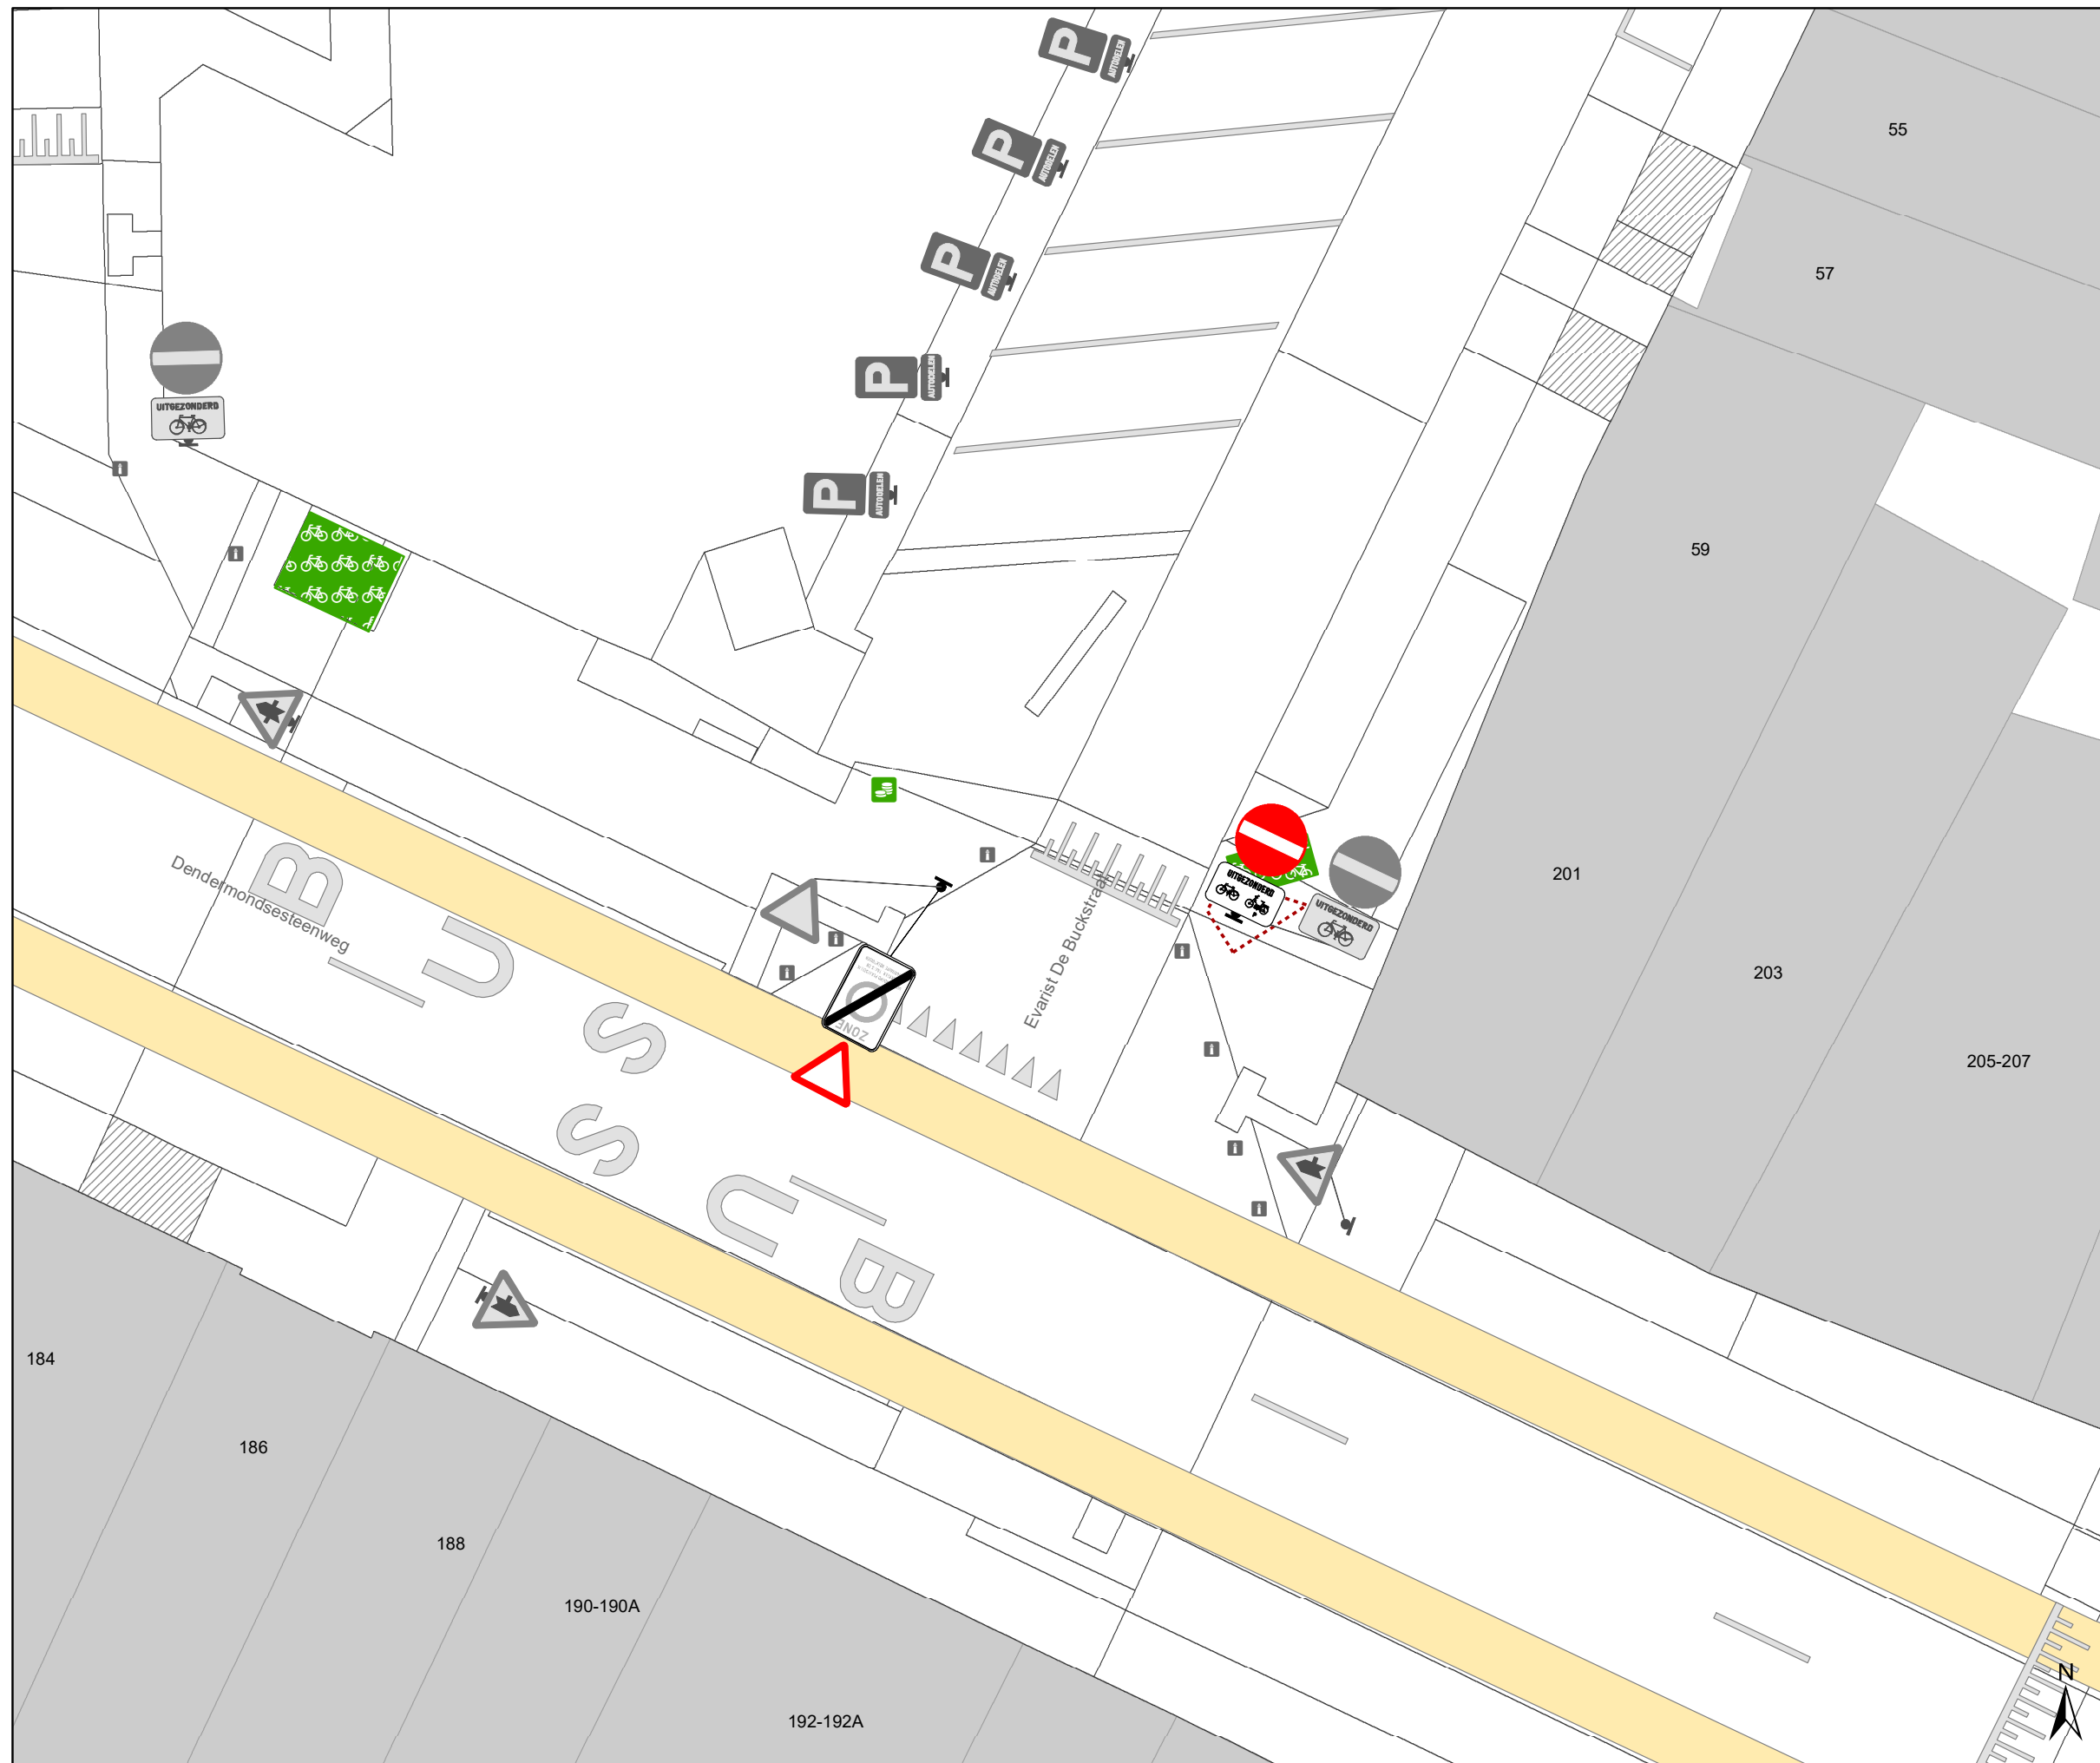 P
AUTODELEN
55
P
AUTODELEN
P
AUTODELEN
57
UITGEZONDERD
P
AUTODELEN
P
AUTODELEN
59
201
UITGEZONDERD
UITGEZONDERD
P
Evarist De Buckstraat
Dendermondsesteenweg
BUS
ZONE
203
205-207
BUS
184
186
188
190-190A
192-192A
N